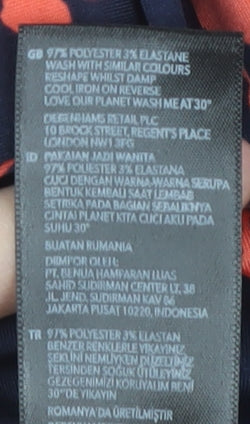 GB 97% POLYESTER 3% ELASTANE
WASH WITH SIMILAR COLOURS
RESHAPE WHILST DAMP
COOL IRON ON REVERSE
LOVE OUR PLANET WASH ME AT 30°
DEBENHAMS RETAIL PLC
10 BROCK STREET, REGENT'S PLACE
LONDON NW1 3FG
ID PAKAIAN JADI WANITA
97% POLYESTER 3% ELASTANA
CUCI DENGAN WARNA-WARNA SERUPA
BENTUK KEMBALI SAAT LEMBAB
SETRIKA PADA BAGIAN SEBALIKNYA
CINTAI PLANET KITA CUCI AKU PADA
SUHU 30°
BUATAN RUMANIA
DIIMPOR OLEH:
PT. BENUA HAMPARAN LUAS
SAHID SUDIRMAN CENTER LT. 38
JL. JEND. SUDIRMAN KAV 86
JAKARTA PUSAT 10220, INDONESIA
TR 97% POLYESTER 3% ELASTAN
BENZER RENKLERLE YIKAYINIZ
ŞEKLİNİ NEMLİYKEN DÜZELTİNİZ
TERSİNDEN SOĞUK ÜTÜLEYİNİZ
GEZEGENİMİZİ KORUYALIM BENİ
30°'DE YIKAYIN
ROMANYA'DA ÜRETİLMİŞTİR